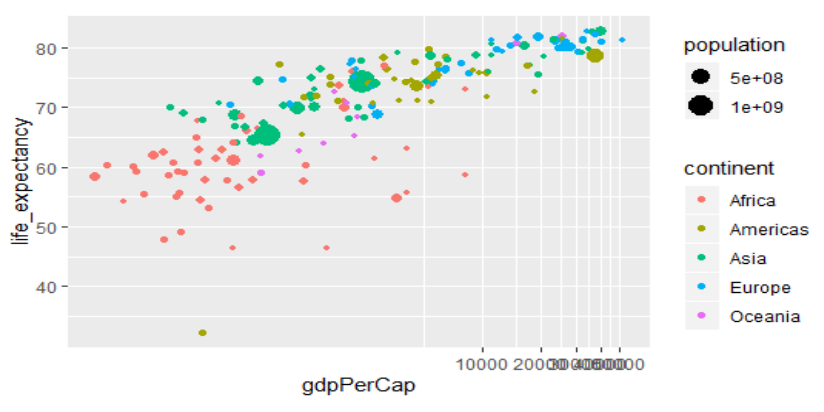 population
5e+08
1e+09
continent
Africa
Americas
Asia
Europe
Oceania
life_expectancy
80
70
60
50
40
10000 20000
gdpPerCap